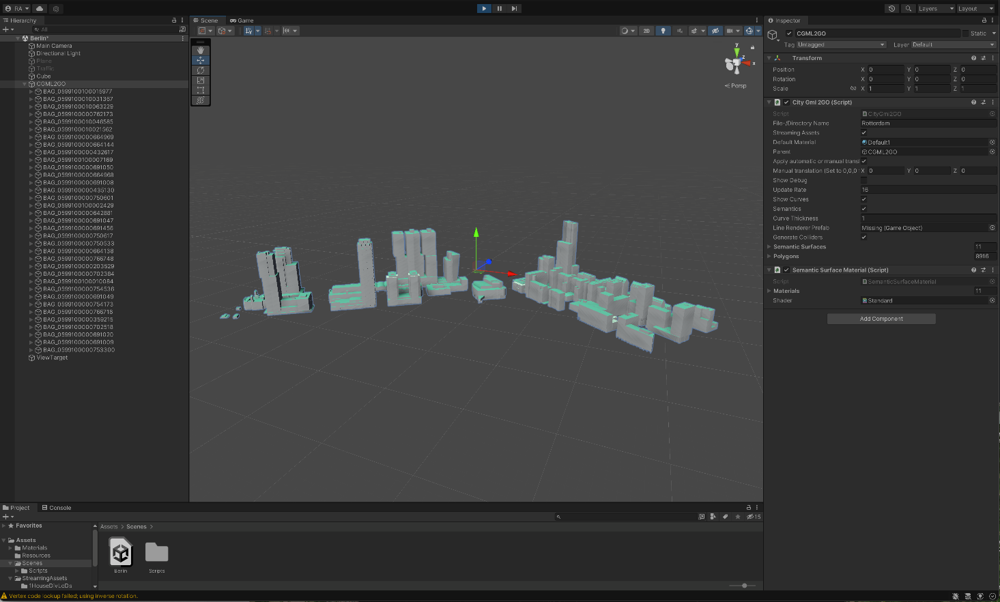 RA
Layers
Layout
Hierarchy
All
Berlin*
Main Camera
Directional Light
Plane
Traffic
Cube
CGML2GO
BAG_0599100100015977
BAG_0599100010031367
BAG_0599100010063229
BAG_0599100000762173
BAG_0599100010046585
BAG_0599100010021562
BAG_0599100000664969
BAG_0599100000664144
BAG_0599100000432617
BAG_0599100100007169
BAG_0599100000691050
BAG_0599100000664968
BAG_0599100000691008
BAG_0599100000435130
BAG_0599100000750601
BAG_0599100100002429
BAG_0599100000642881
BAG_0599100000691047
BAG_0599100000691456
BAG_0599100000750617
BAG_0599100000750533
BAG_0599100000664138
BAG_0599100000766748
BAG_0599100000203529
BAG_0599100000702364
BAG_0599100100010084
BAG_0599100000754536
BAG_0599100000691049
BAG_0599100000754173
BAG_0599100000766718
BAG_0599100000359215
BAG_0599100000702518
BAG_0599100000691020
BAG_0599100000691009
BAG_0599100000753300
ViewTarget
Scene
Game
2D
y
z
x
Persp
Inspector
CGML2GO
Static
Tag Untagged
Layer Default
Transform
Position X 0 Y 0 Z 0
Rotation X 0 Y 0 Z 0
Scale X 1 Y 1 Z 1
City Gml 2GO (Script)
Script CityGml2GO
File-/Directory Name Rotterdam
Streaming Assets
Default Material Default1
Parent CGML2GO
Apply automatic or manual transl
Manual translation (Set to 0,0,0 X 0 Y 0 Z 0
Show Debug
Update Rate 16
Show Curves
Semantics
Curve Thickness 1
Line Renderer Prefab Missing (Game Object)
Generate Colliders
Semantic Surfaces 11
Polygons 8916
Semantic Surface Material (Script)
Script SemanticSurfaceMaterial
Materials 11
Shader Standard
Add Component
Project
Console
15
Favorites
Assets
Materials
Resources
Scenes
Scripts
StreamingAssets
1HouseDivLcDs
Assets > Scenes >
Berlin
Scripts
Vertex code lookup failed; using inverse rotation.